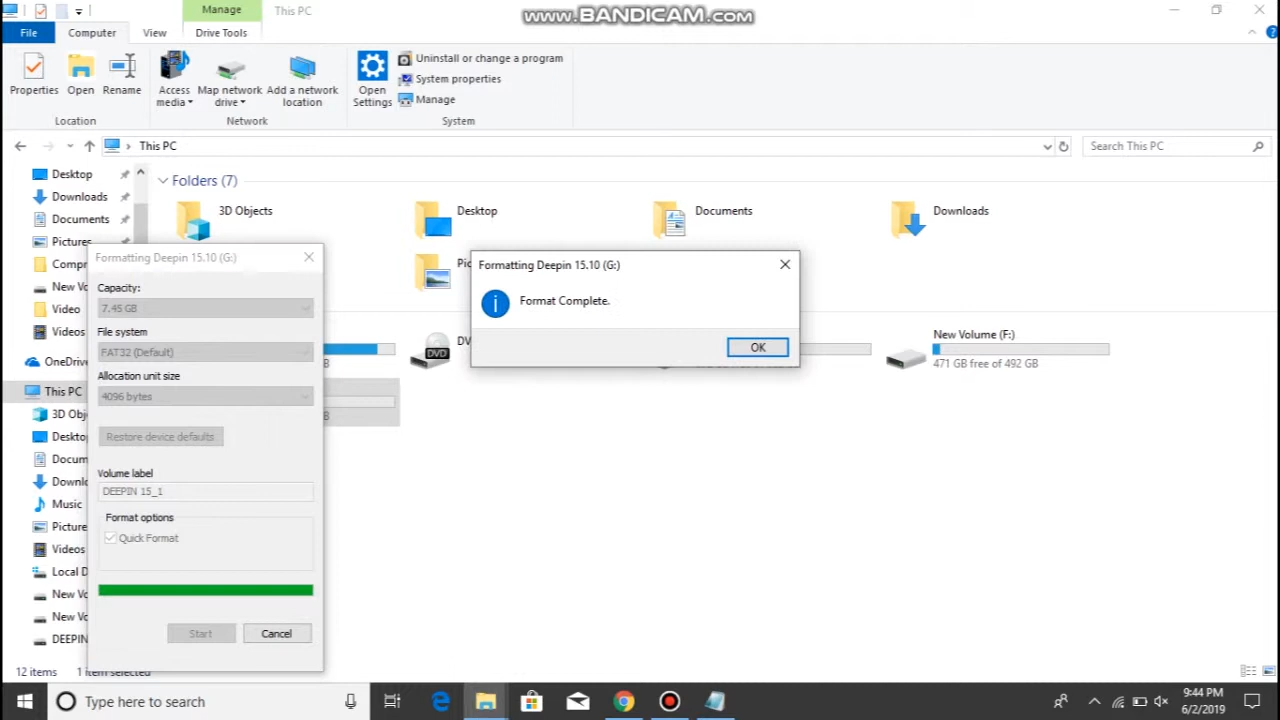 Manage
This PC
www.BANDICAM.com
File
Computer
View
Drive Tools
Properties
Open
Rename
Access media
Map network drive
Add a network location
Open Settings
Uninstall or change a program
System properties
Manage
Location
Network
System
This PC
Search This PC
Desktop
Downloads
Documents
Pictures
Compr
New Vo
Video
Videos
OneDrive
This PC
3D Obj
Desktop
Docum
Downlo
Music
Picture
Videos
Local D
New Vo
New Vo
DEEPIN
Folders (7)
3D Objects
Desktop
Documents
Downloads
Pic
DV
New Volume (F:)
471 GB free of 492 GB
Formatting Deepin 15.10 (G:)
Capacity:
7.45 GB
File system
FAT32 (Default)
Allocation unit size
4096 bytes
Restore device defaults
Volume label
DEEPIN 15_1
Format options
Quick Format
Start
Cancel
Formatting Deepin 15.10 (G:)
Format Complete.
OK
DVD
12 items
1 item selected
Type here to search
9:44 PM
6/2/2019